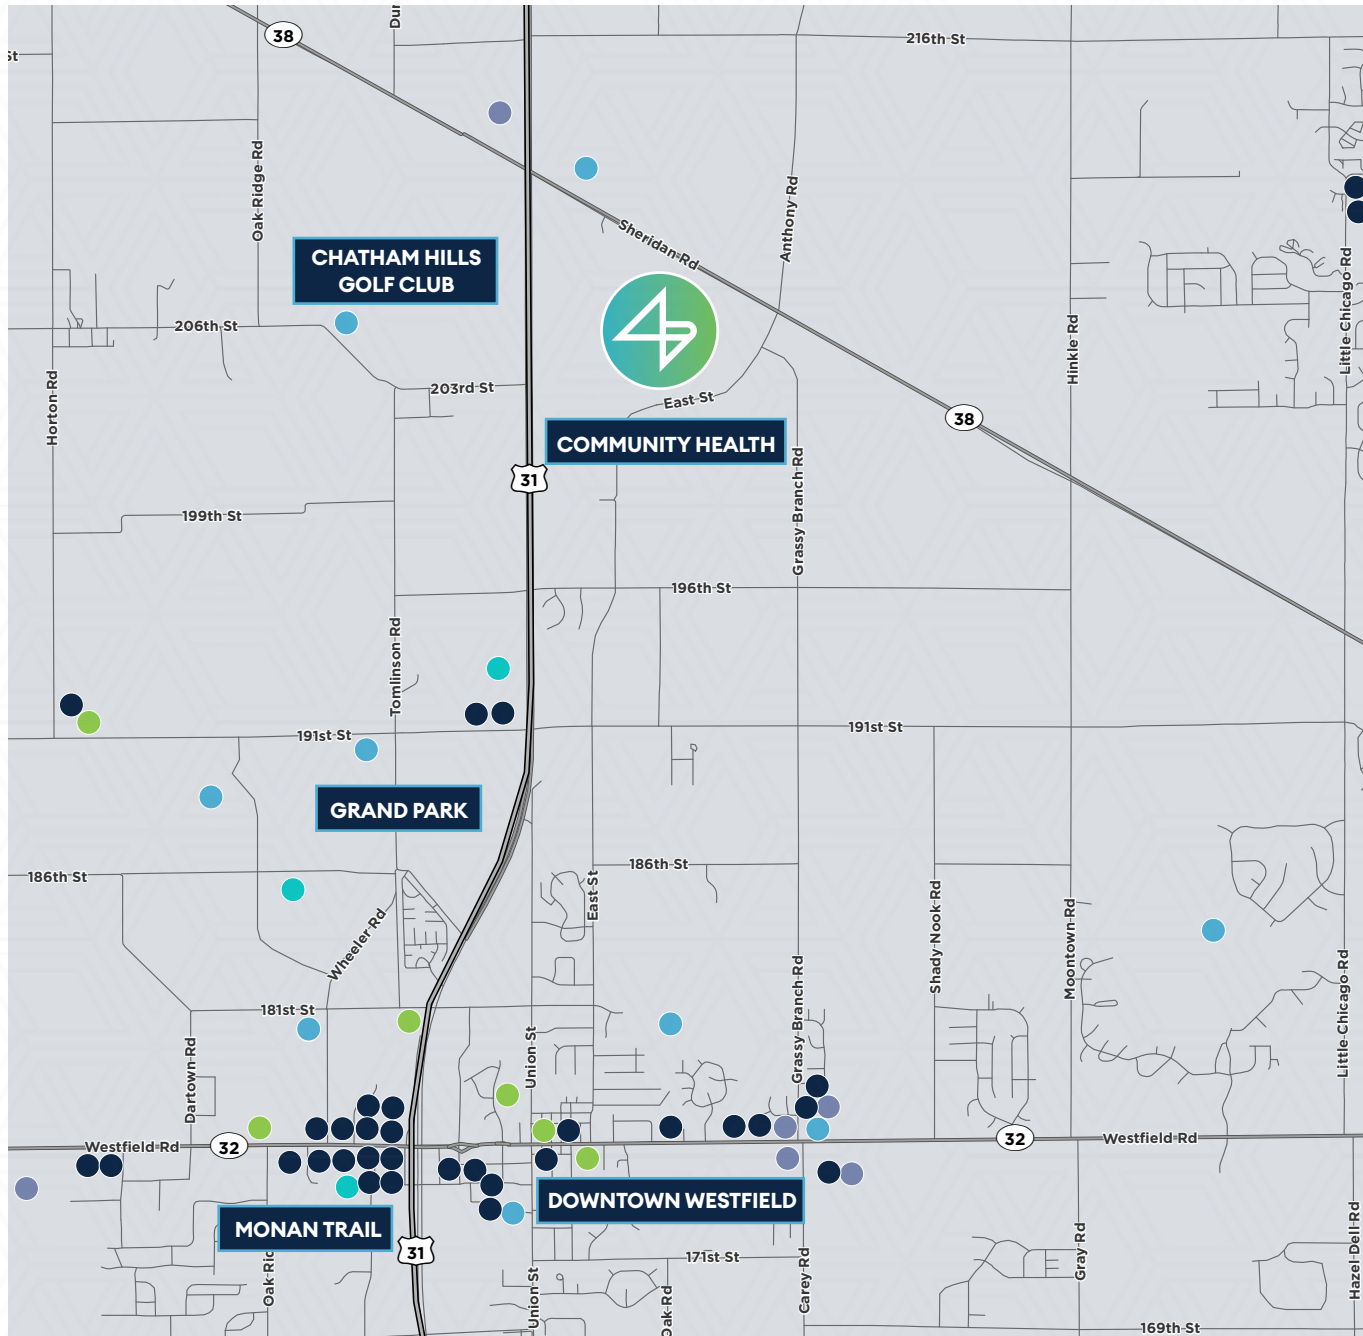 Dur
38
216th St
St
Oak Ridge Rd
Anthony Rd
Sheridan Rd
CHATHAM HILLS
GOLF CLUB
Little Chicago Rd
206th St
Hinkle Rd
Horton Rd
203rd St
East St
38
COMMUNITY HEALTH
31
Grassy Branch Rd
199th St
196th St
Tomlinson Rd
191st St
191st St
GRAND PARK
186th St
186th St
East St
Wheeler Rd
Shady Nook Rd
Moontown Rd
Grassy Branch Rd
Little Chicago Rd
181st St
Union St
Dartown Rd
Westfield Rd
32
32
Westfield Rd
DOWNTOWN WESTFIELD
MONAN TRAIL
31
171st St
Oak Ric
Union St
Oak Rd
Carey Rd
Gray Rd
Hazel Dell Rd
169th St